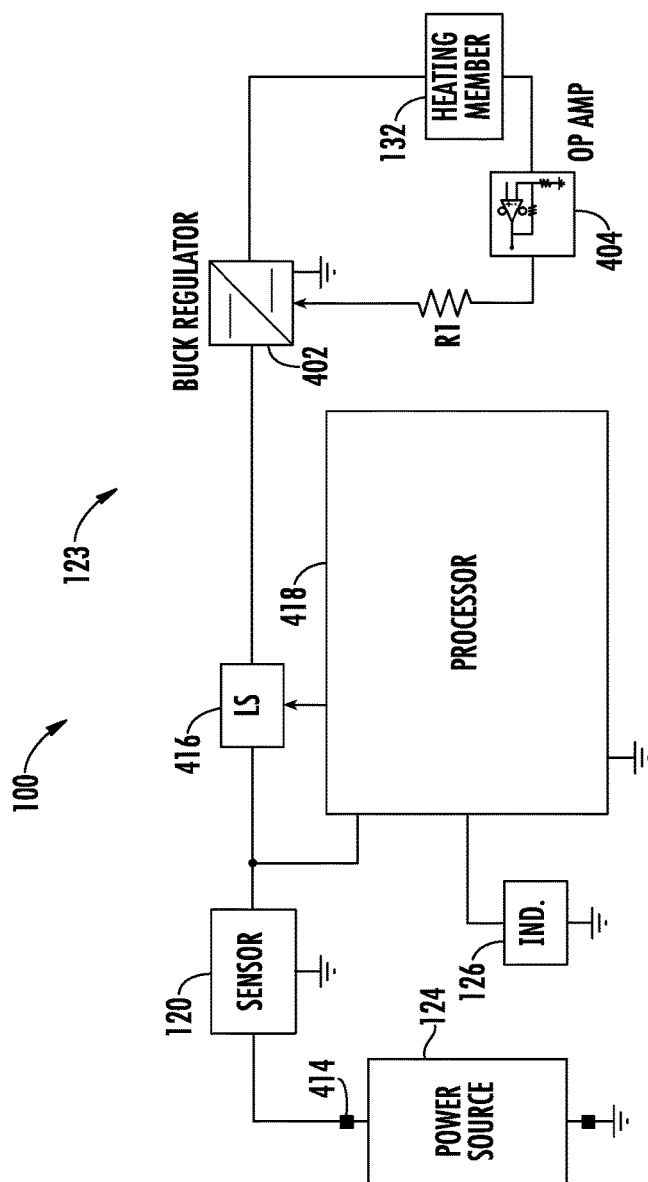 100
123
BUCK REGULATOR
402
132
HEATING
MEMBER
OP AMP
404
R1
416
LS
418
PROCESSOR
120
SENSOR
414
124
POWER
SOURCE
126
IND.